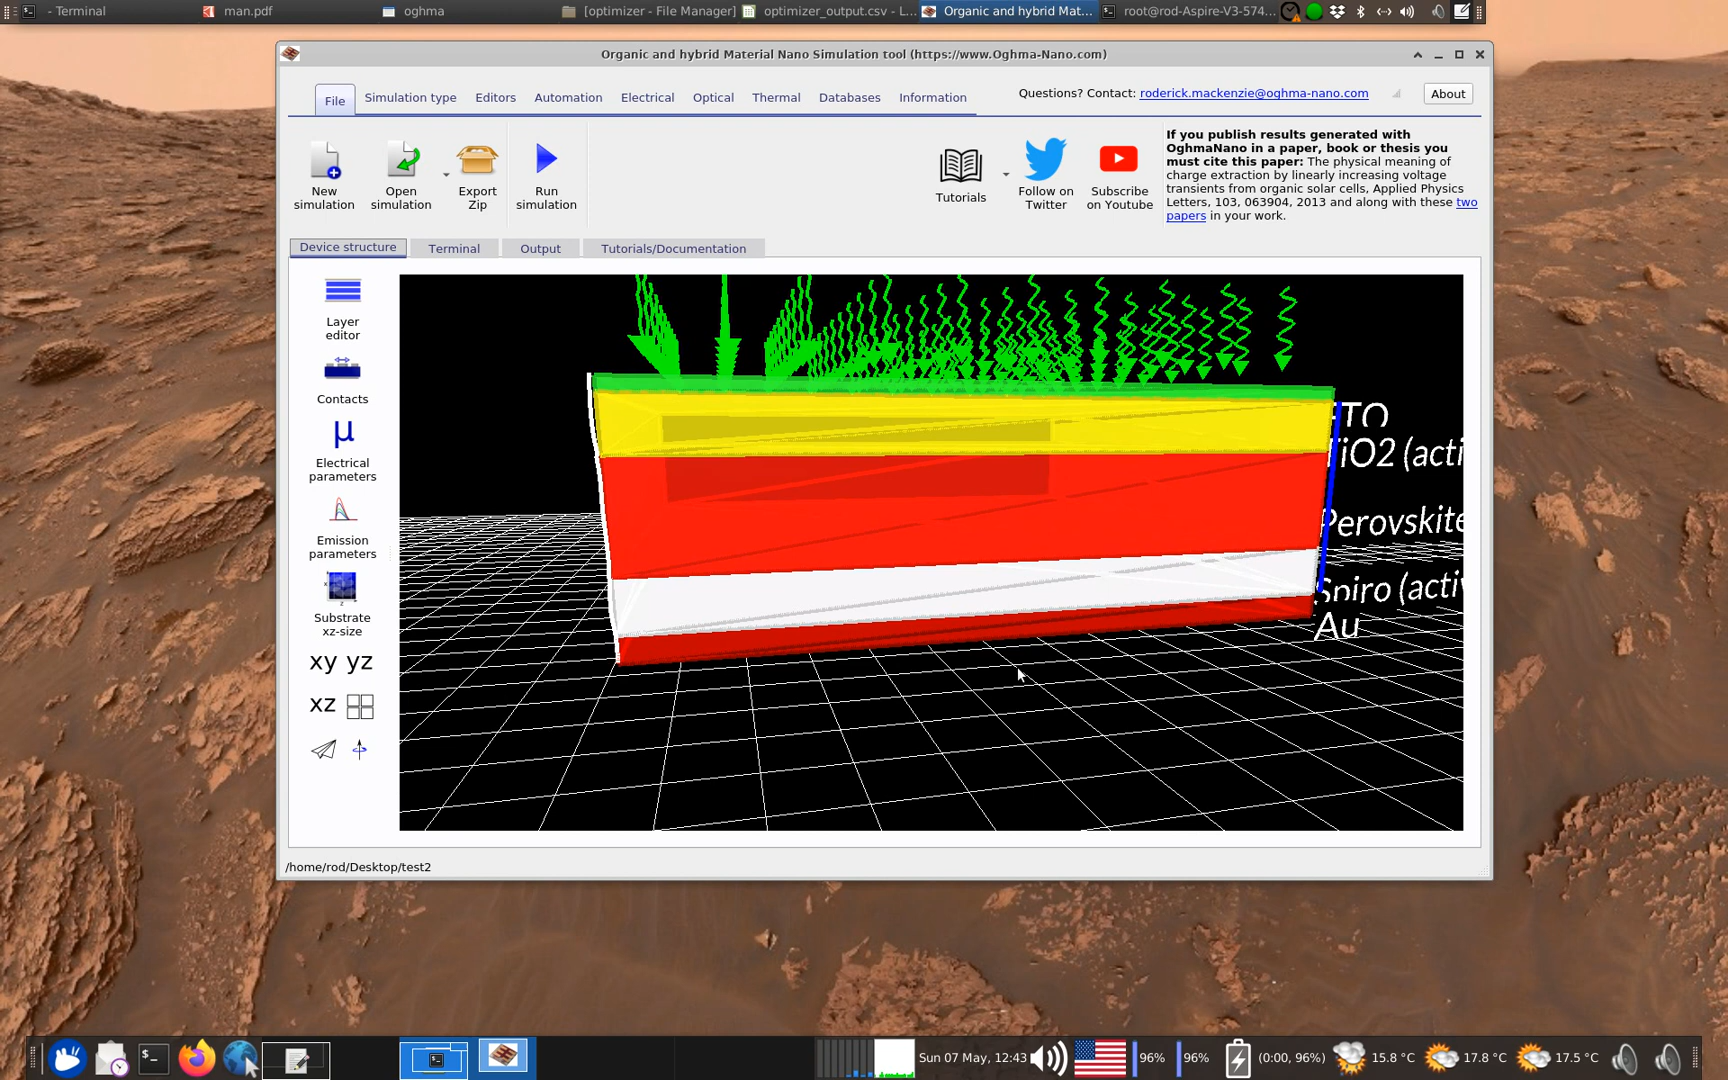 - Terminal
man.pdf
oghma
[optimizer - File Manager]
optimizer_output.csv - L...
Organic and hybrid Mat...
root@rod-Aspire-V3-574...
Organic and hybrid Material Nano Simulation tool (https://www.Oghma-Nano.com)
File
Simulation type
Editors
Automation
Electrical
Optical
Thermal
Databases
Information
Questions? Contact: roderick.mackenzie@oghma-nano.com
About
New
simulation
Open
simulation
Export
Zip
Run
simulation
Tutorials
Follow on
Twitter
Subscribe
on Youtube
If you publish results generated with
OghmaNano in a paper, book or thesis you
must cite this paper: The physical meaning of
charge extraction by linearly increasing voltage
transients from organic solar cells, Applied Physics
Letters, 103, 063904, 2013 and along with these two
papers in your work.
Device structure
Terminal
Output
Tutorials/Documentation
Layer
editor
Contacts
μ
Electrical
parameters
Emission
parameters
Substrate
xz-size
xy yz
xz
TO
TiO2 (acti
Perovskite
Spiro (activ
Au
/home/rod/Desktop/test2
Sun 07 May, 12:43
96%
96%
(0:00, 96%)
15.8 °C
17.8 °C
17.5 °C